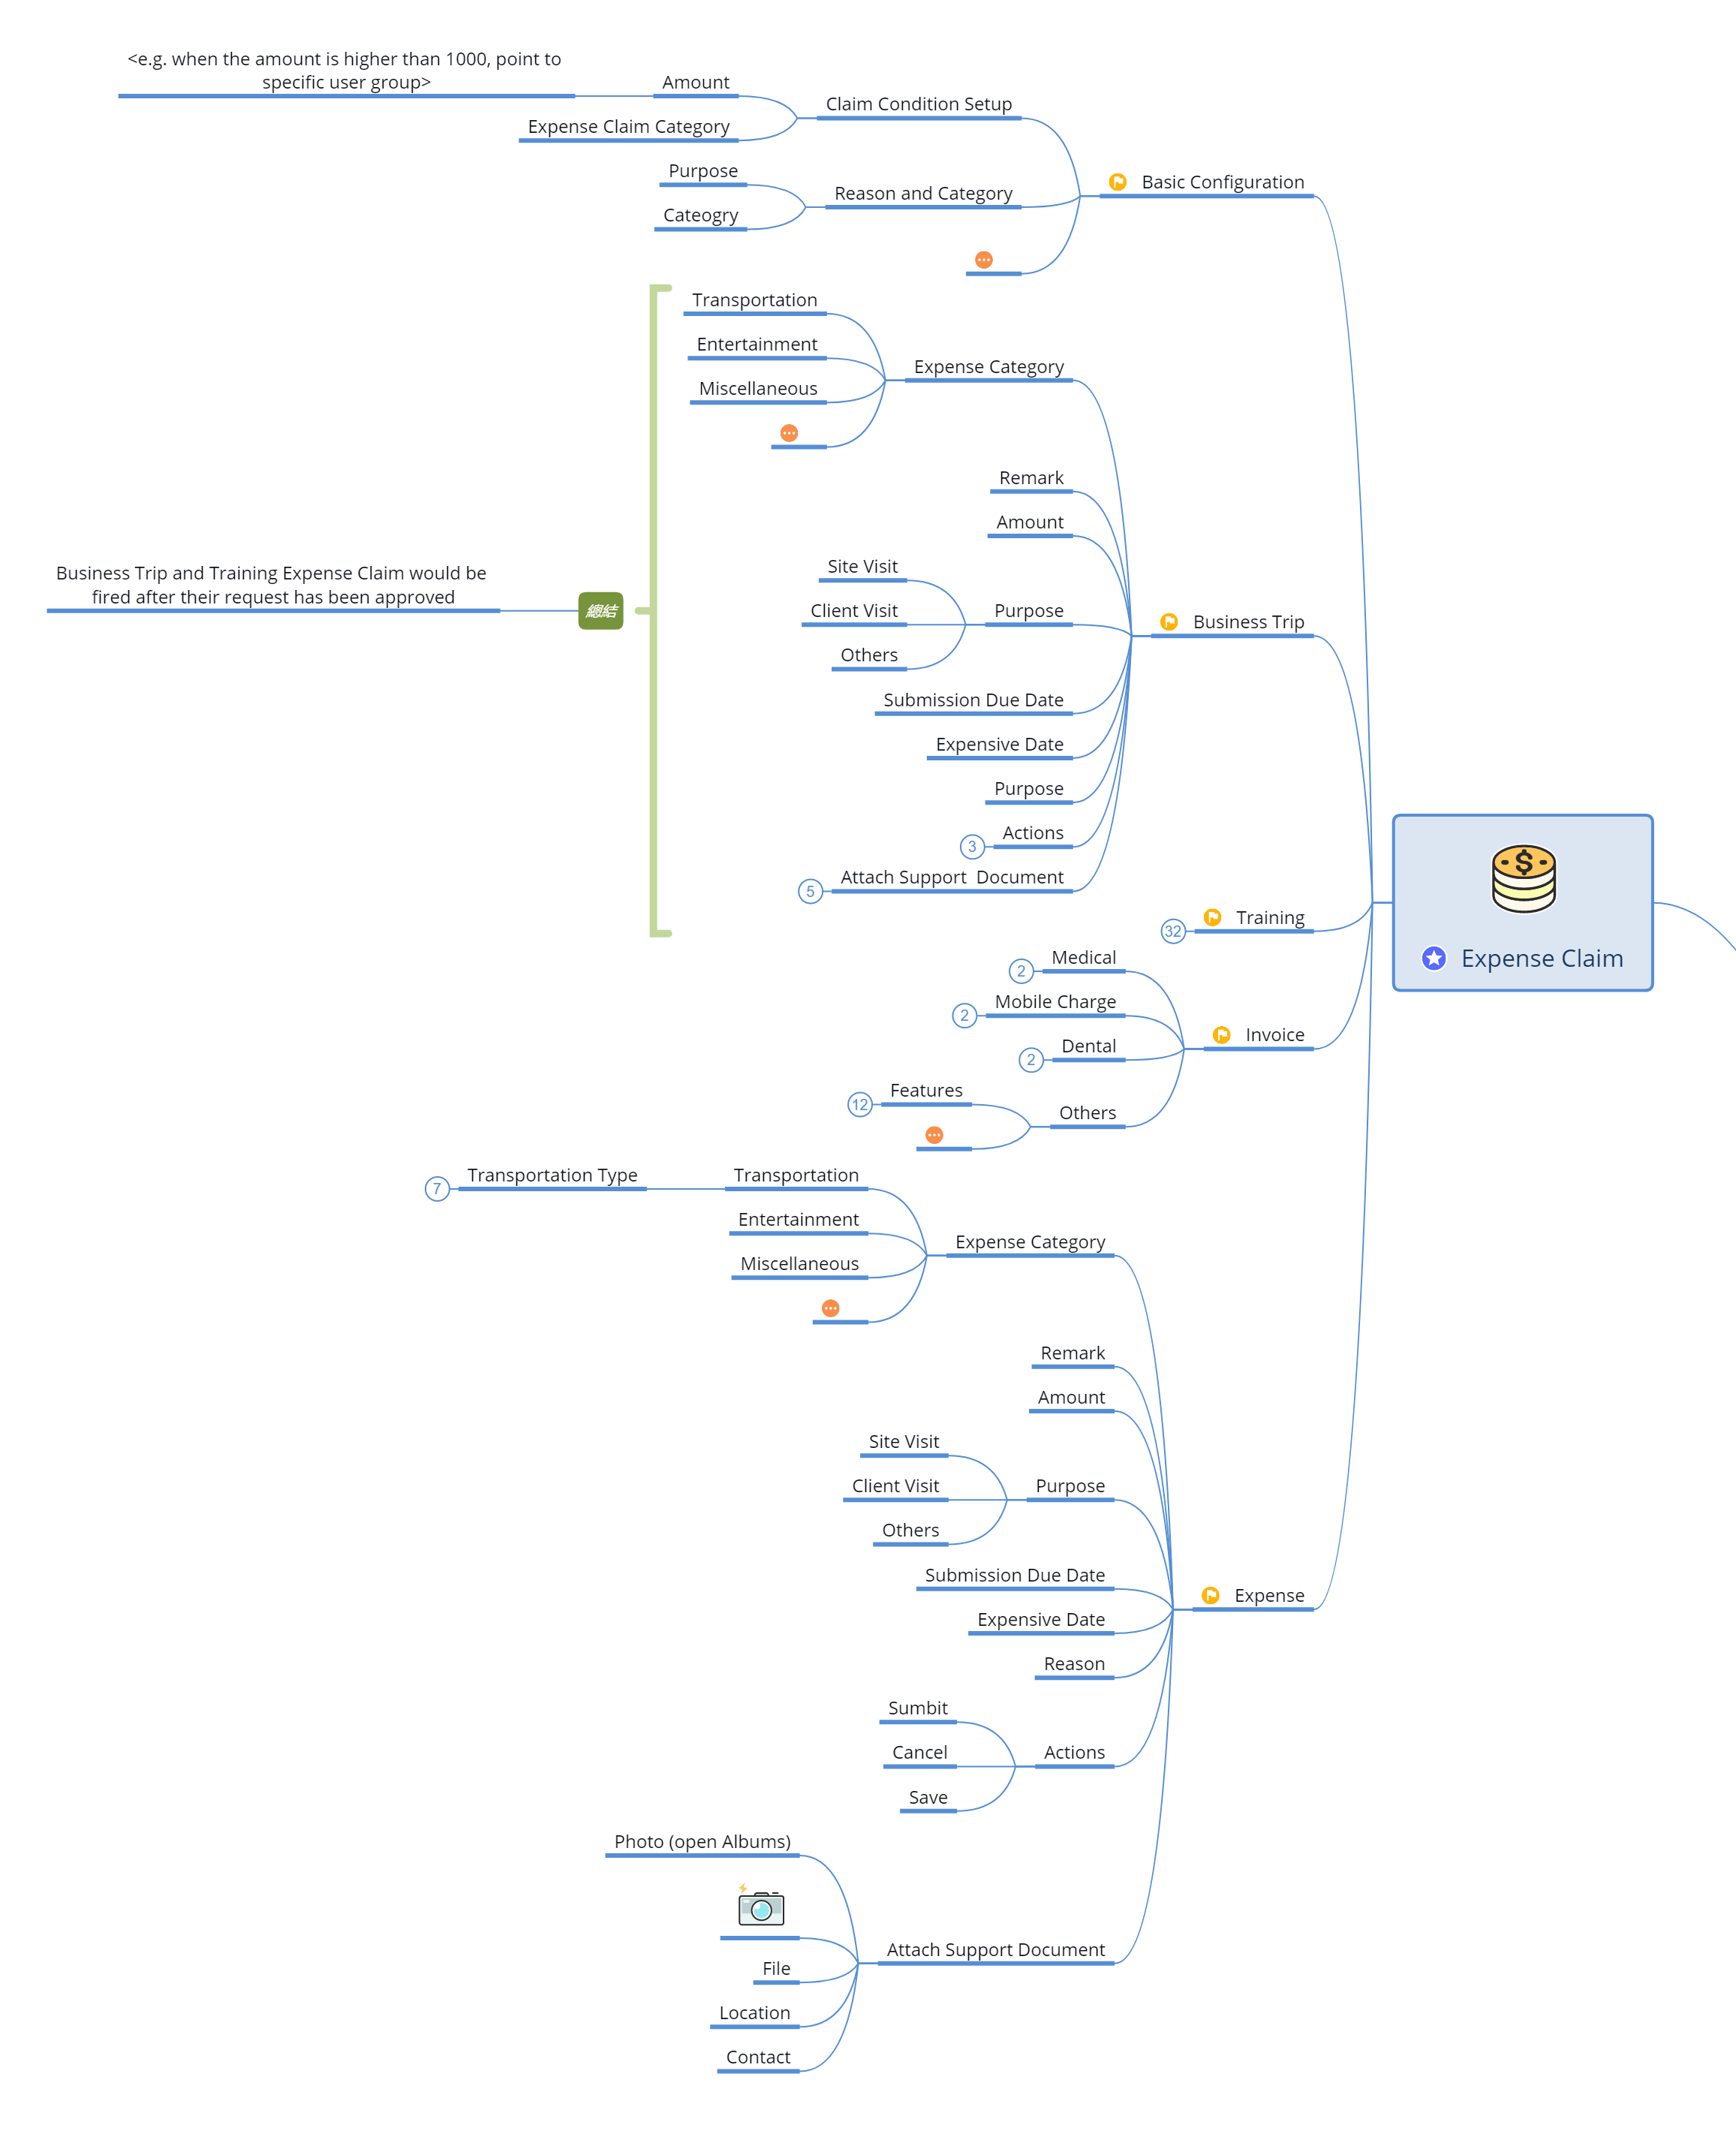 <e.g. when the amount is higher than 1000, point to
specific user group>
Amount
Expense Claim Category
Claim Condition Setup
Purpose
Cateogry
Reason and Category
Basic Configuration
Transportation
Entertainment
Miscellaneous
Expense Category
Remark
Amount
Site Visit
Client Visit
Others
Purpose
Submission Due Date
Expensive Date
Purpose
3
Actions
5
Attach Support  Document
Business Trip
Business Trip and Training Expense Claim would be
fired after their request has been approved
總結
32
Training
2
Medical
2
Mobile Charge
2
Dental
12
Features
Others
Invoice
$
Expense Claim
7
Transportation Type
Transportation
Entertainment
Miscellaneous
Expense Category
Remark
Amount
Site Visit
Client Visit
Others
Purpose
Submission Due Date
Expensive Date
Reason
Sumbit
Cancel
Save
Actions
Expense
Photo (open Albums)
File
Location
Contact
Attach Support Document